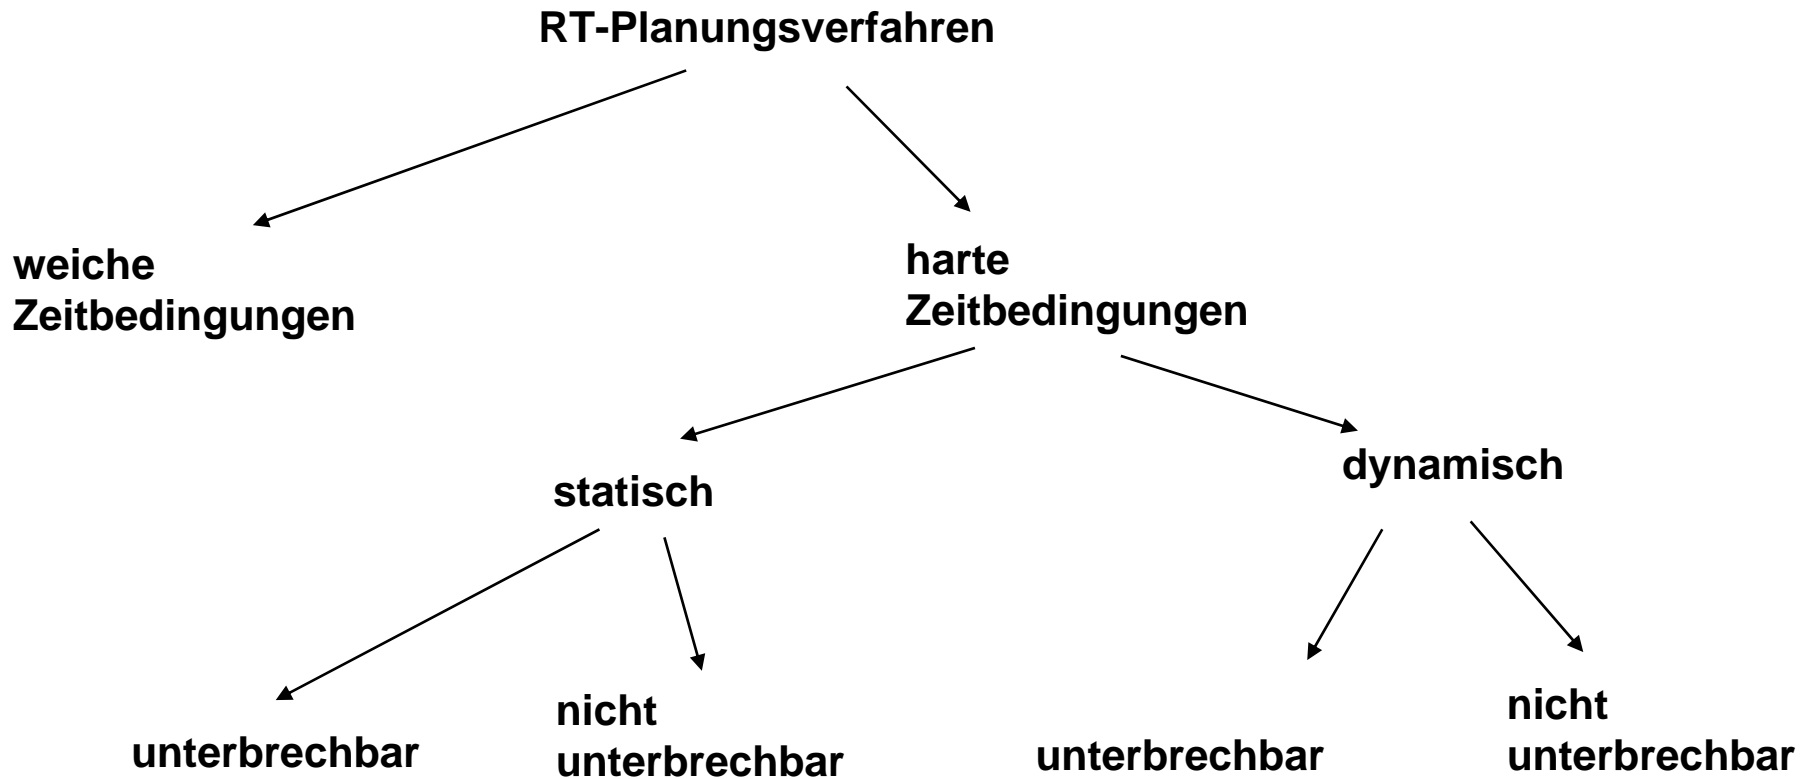 RT-Planungsverfahren
weiche
Zeitbedingungen
harte
Zeitbedingungen
statisch
dynamisch
unterbrechbar
nicht
unterbrechbar
unterbrechbar
nicht
unterbrechbar